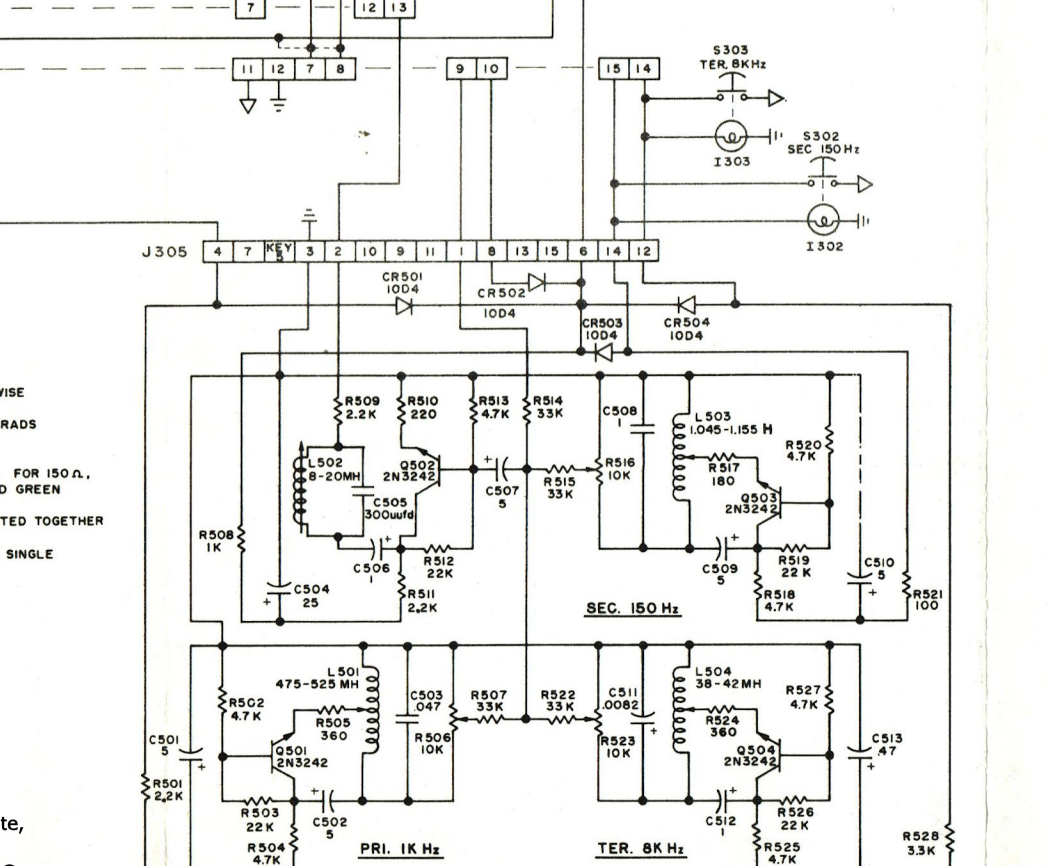 7 12 13
11 12 7 8 9 10 15 14
S303
TER. 8KHz
I303
S302
SEC 150 Hz
I302
J305
4 7 KEY 5 3 2 10 9 11 1 8 13 15 6 14 12
CR501
10D4
CR502
10D4
CR503
10D4
CR504
10D4
WISE
RADS
FOR 150 Ω,
D GREEN
TED TOGETHER
SINGLE
R509
2.2K
R510
220
R513
4.7K
R514
33K
C508
1
L503
1.045-1.155 H
R520
4.7K
L502
8-20MH
Q502
2N3242
C505
300uufd
+
C507
5
R515
33K
R516
10K
R517
180
Q503
2N3242
R508
1K
C506
1
+
R512
22K
R511
2.2K
C504
25
+
C509
5
+
R519
22 K
R518
4.7K
C510
5
+
R521
100
SEC. 150 Hz
L501
475-525 MH
R502
4.7 K
R505
360
C503
.047
R506
10K
R507
33K
R522
33K
C511
.0082
+
R523
10K
L504
38-42MH
R524
360
R527
4.7K
C501
5
+
Q501
2N3242
Q504
2N3242
C513
.47
+
R501
2.2K
R503
22K
+
C502
5
C512
1
+
R526
22K
R504
4.7K
R525
4.7K
R528
3.3K
PRI. 1K Hz
TER. 8K Hz
te,